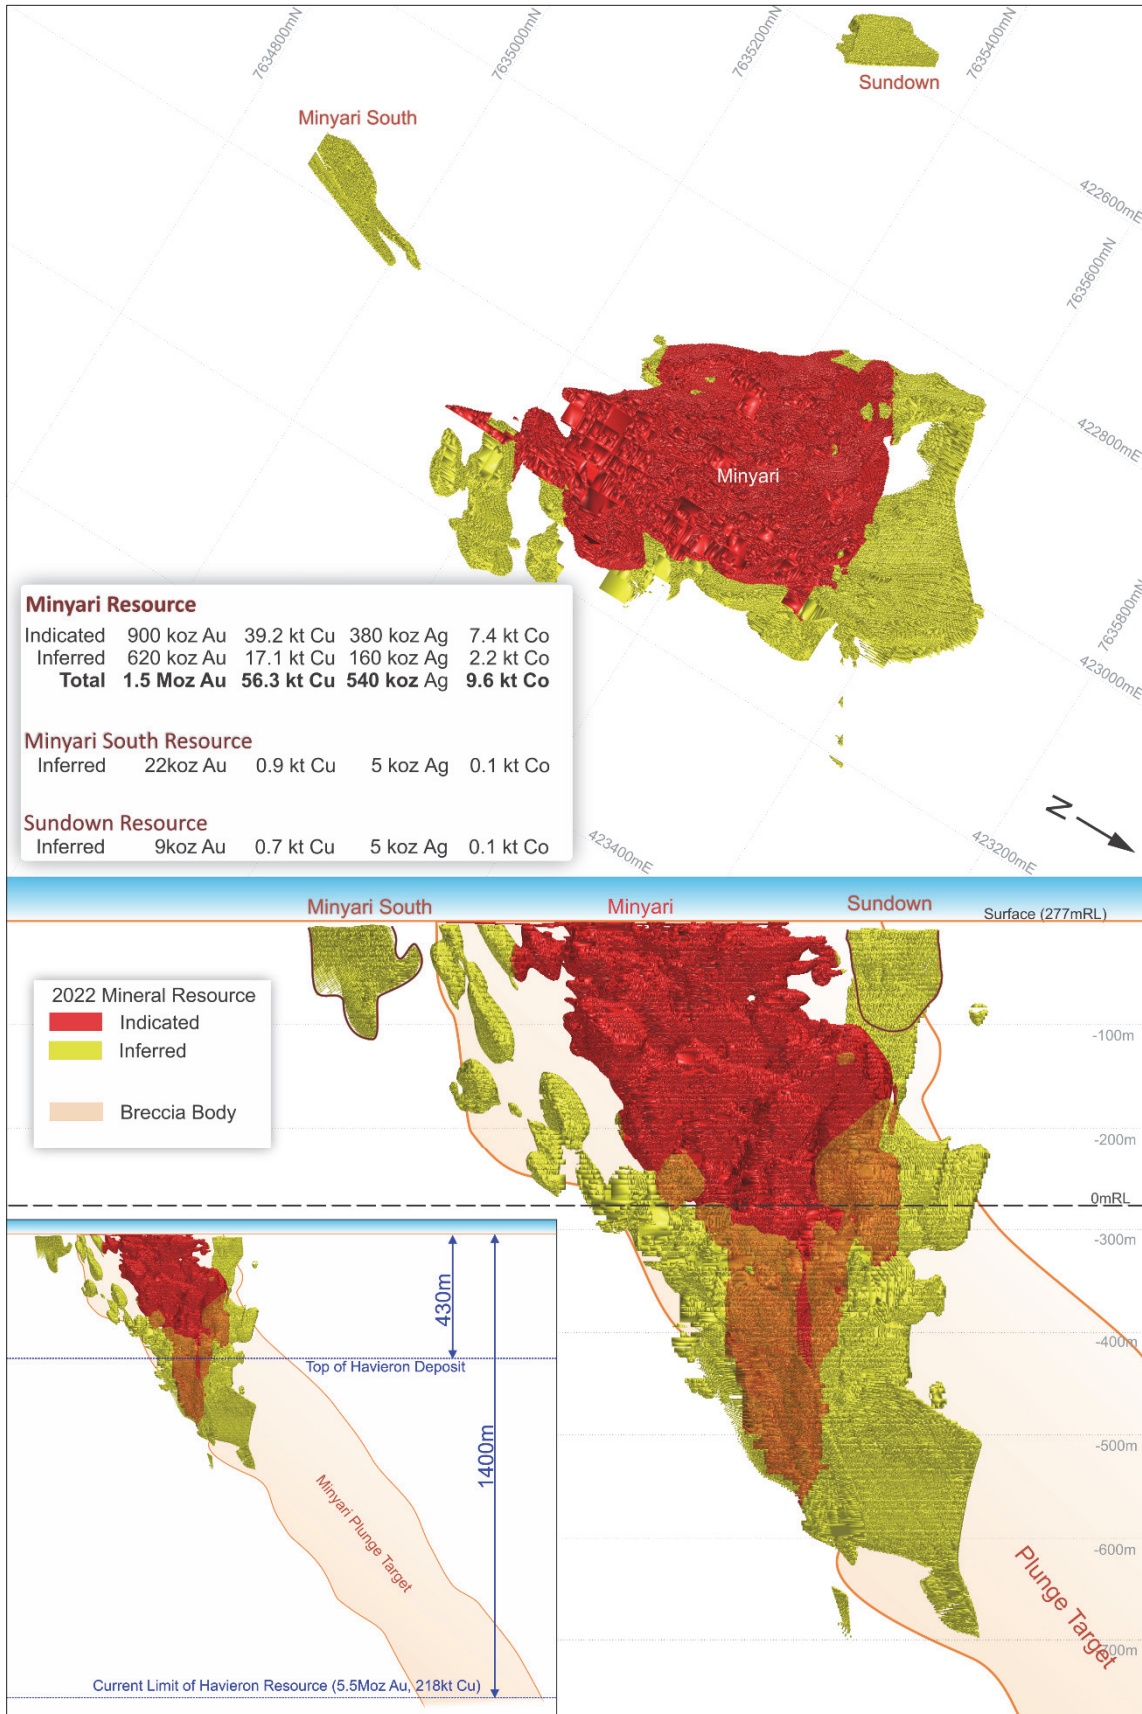 7634800mN
7635000mN
7635200mN
7635400mN
Sundown
Minyari South
422600mE
7635600mN
422800mE
Minyari
7635800mN
423000mE
Minyari Resource
Indicated 900 koz Au 39.2 kt Cu 380 koz Ag 7.4 kt Co
Inferred 620 koz Au 17.1 kt Cu 160 koz Ag 2.2 kt Co
Total 1.5 Moz Au 56.3 kt Cu 540 koz Ag 9.6 kt Co
Minyari South Resource
Inferred 22koz Au 0.9 kt Cu 5 koz Ag 0.1 kt Co
Sundown Resource
Inferred 9koz Au 0.7 kt Cu 5 koz Ag 0.1 kt Co
N
423400mE
423200mE
Minyari South
Minyari
Sundown
Surface (277mRL)
2022 Mineral Resource
Indicated
Inferred
Breccia Body
-100m
-200m
0mRL
-300m
-400m
-500m
-600m
-700m
Plunge Target
430m
Top of Havieron Deposit
1400m
Minyari Plunge Target
Current Limit of Havieron Resource (5.5Moz Au, 218kt Cu)